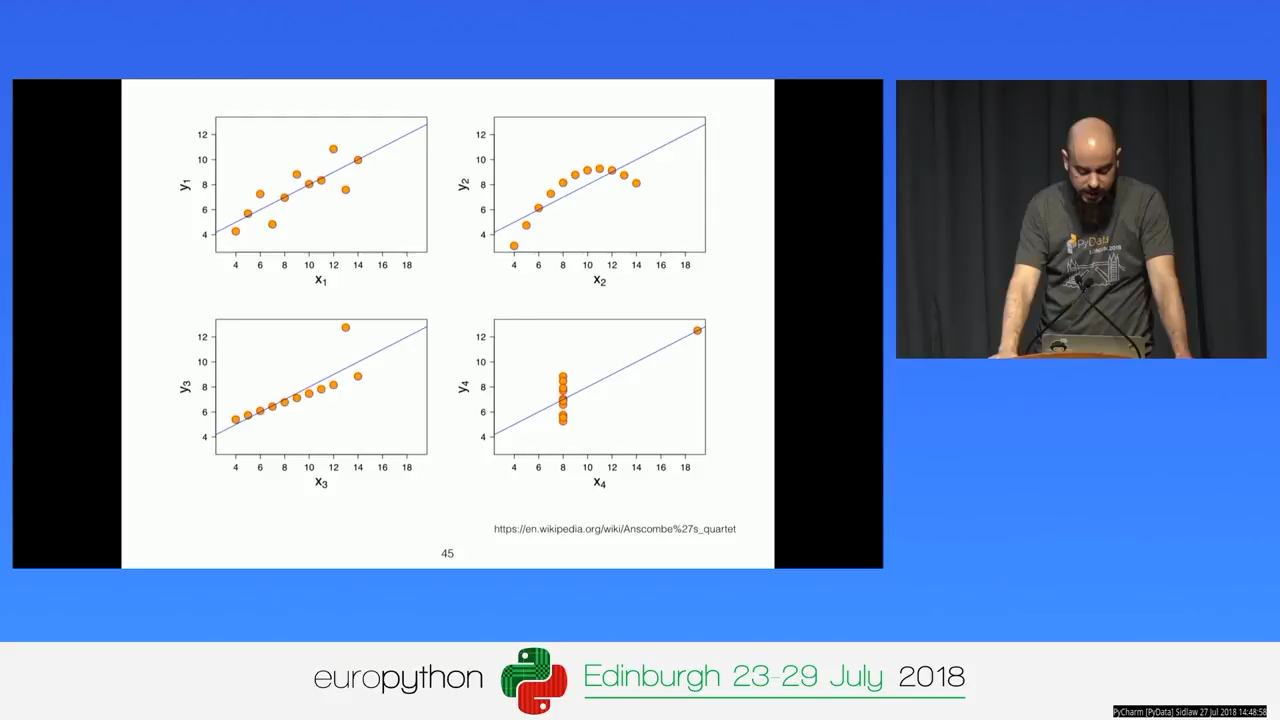 12
10
8
6
4
y1
4 6 8 10 12 14 16 18
x1
12
10
8
6
4
y2
4 6 8 10 12 14 16 18
x2
12
10
8
6
4
y3
4 6 8 10 12 14 16 18
x3
12
10
8
6
4
y4
4 6 8 10 12 14 16 18
x4
https://en.wikipedia.org/wiki/Anscombe%27s_quartet
45
PyData
LONDON 2018
europython Edinburgh 23-29 July 2018
PyCharm [PyData] Sidlaw 27 Jul 2018 14:48:58